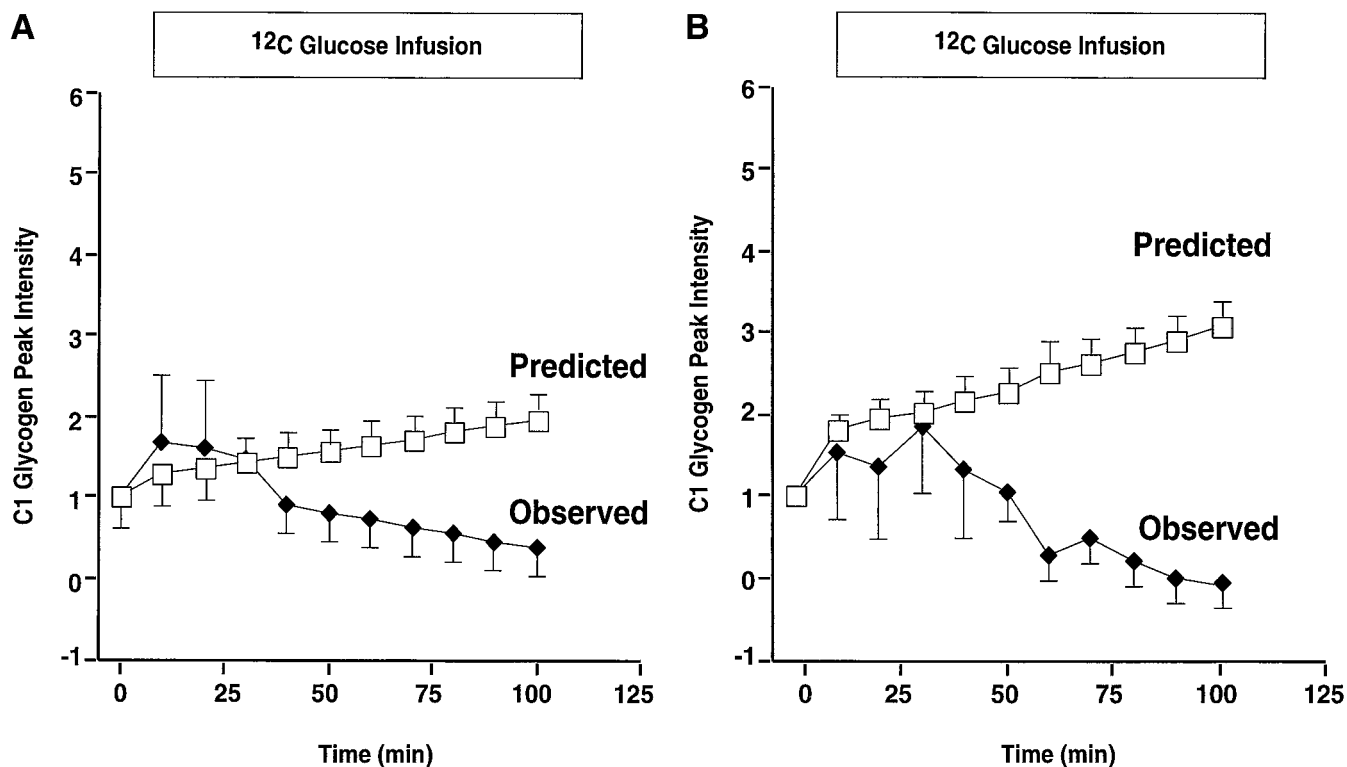 A
12C Glucose Infusion
6
5
4
3
2
1
0
-1
C1 Glycogen Peak Intensity
Predicted
Observed
0 25 50 75 100 125
Time (min)
B
12C Glucose Infusion
6
5
4
3
2
1
0
-1
C1 Glycogen Peak Intensity
Predicted
Observed
0 25 50 75 100 125
Time (min)